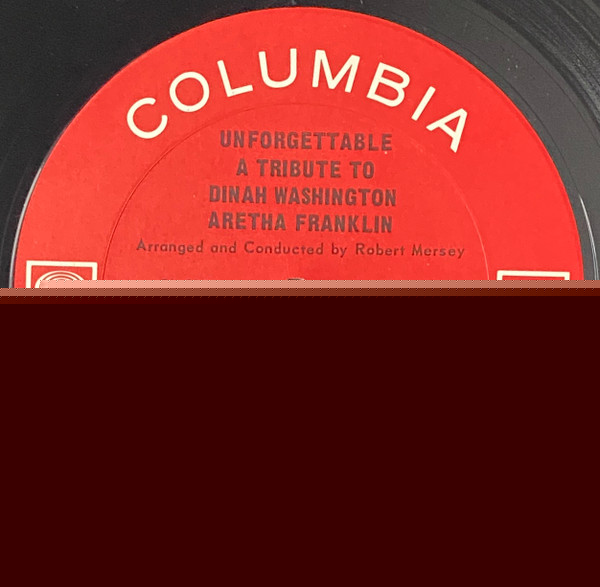 COLUMBIA
UNFORGETTABLE
A TRIBUTE TO
DINAH WASHINGTON
ARETHA FRANKLIN
Arranged and Conducted by Robert Mersey